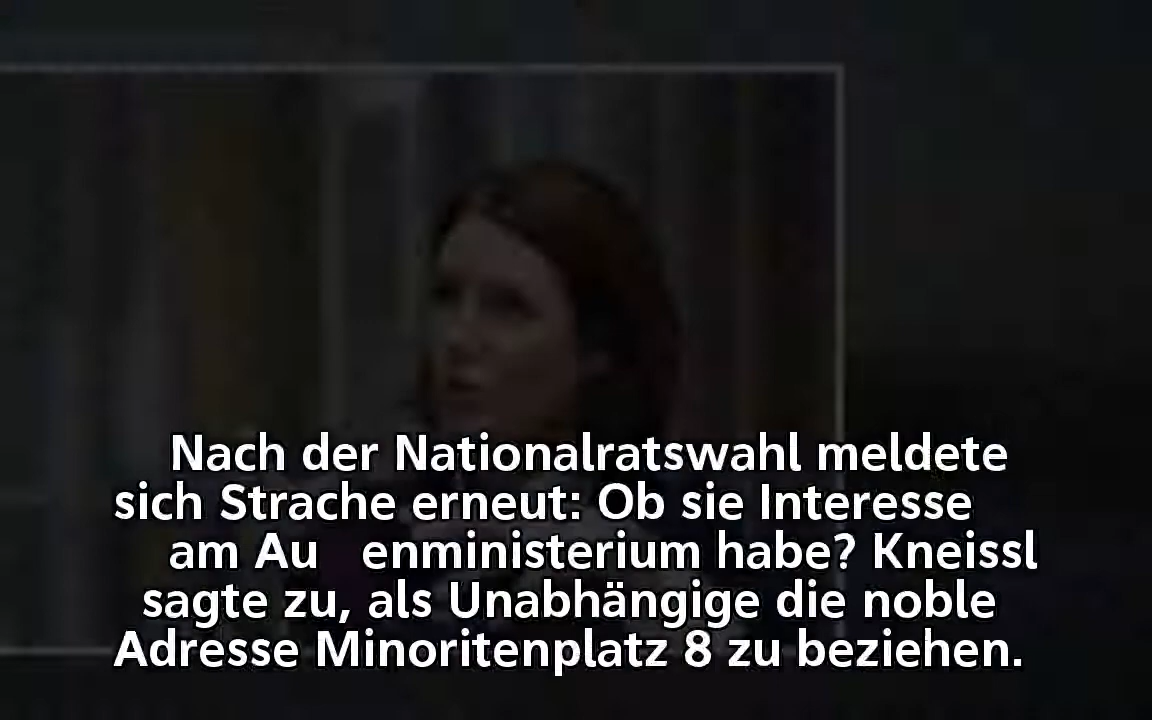 Nach der Nationalratswahl meldete
sich Strache erneut: Ob sie Interesse
am Au enministerium habe? Kneissl
sagte zu, als Unabhängige die noble
Adresse Minoritenplatz 8 zu beziehen.